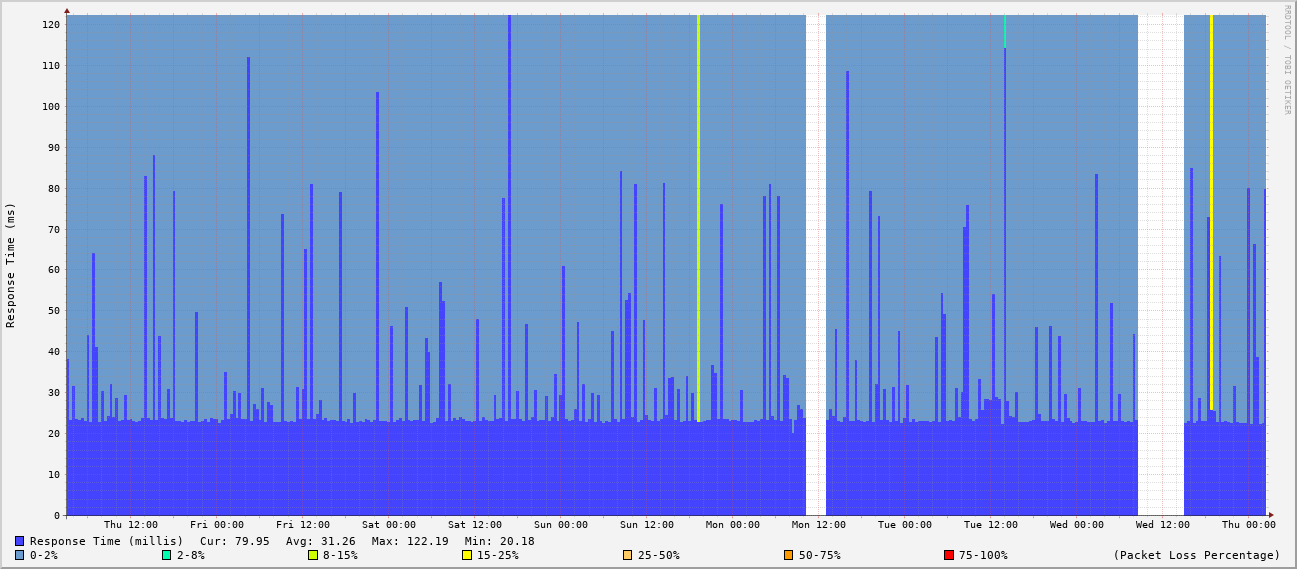 RRDTOOL / TOBI OETIKER
Response Time (ms)
120
110
100
90
80
70
60
50
40
30
20
10
0
Thu 12:00 Fri 00:00 Fri 12:00 Sat 00:00 Sat 12:00 Sun 00:00 Sun 12:00 Mon 00:00 Mon 12:00 Tue 00:00 Tue 12:00 Wed 00:00 Wed 12:00 Thu 00:00
Response Time (millis) Cur: 79.95 Avg: 31.26 Max: 122.19 Min: 20.18
0-2% 2-8% 8-15% 15-25% 25-50% 50-75% 75-100% (Packet Loss Percentage)